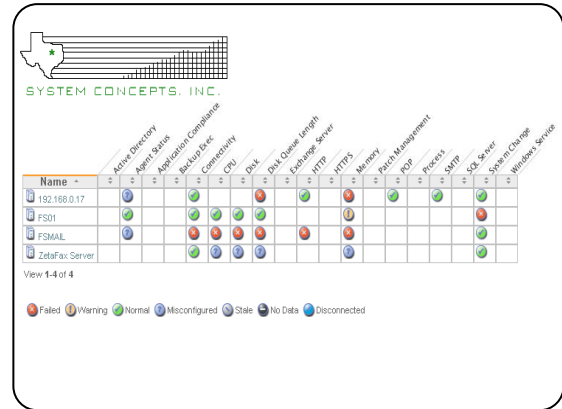 SYSTEM CONCEPTS, INC.
Active Directory
Agent Status
Application Compliance
Backup Exec
Connectivity
CPU
Disk
Disk Queue Length
Exchange Server
HTTP
HTTPS
Memory
Patch Management
POP
Process
SMTP
SQL Server
System Change
Windows Service
Name
192.168.0.17
FS01
FSMAIL
ZetaFax Server
View 1-4 of 4
Failed Warning Normal Misconfigured Stale No Data Disconnected